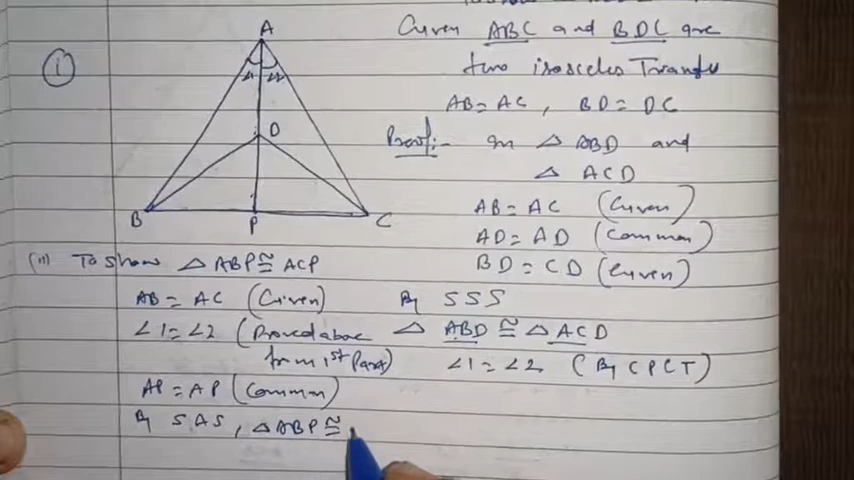 Given ABC and BDC are
two isosceles Triangle
AB = AC , BD = DC
Proof:- In △ ABD and
△ ACD
AB = AC (Given)
AD = AD (Common)
BD = CD (Given)
By SSS
△ ABD ≅ △ ACD
∠1 = ∠2 (By CPCT)
(i)
A
1 2
D
B P C
(ii) To show △ ABP ≅ ACP
AB = AC (Given)
∠1 = ∠2 (Proved above
from 1st Part)
AP = AP (Common)
By SAS, △ ABP ≅